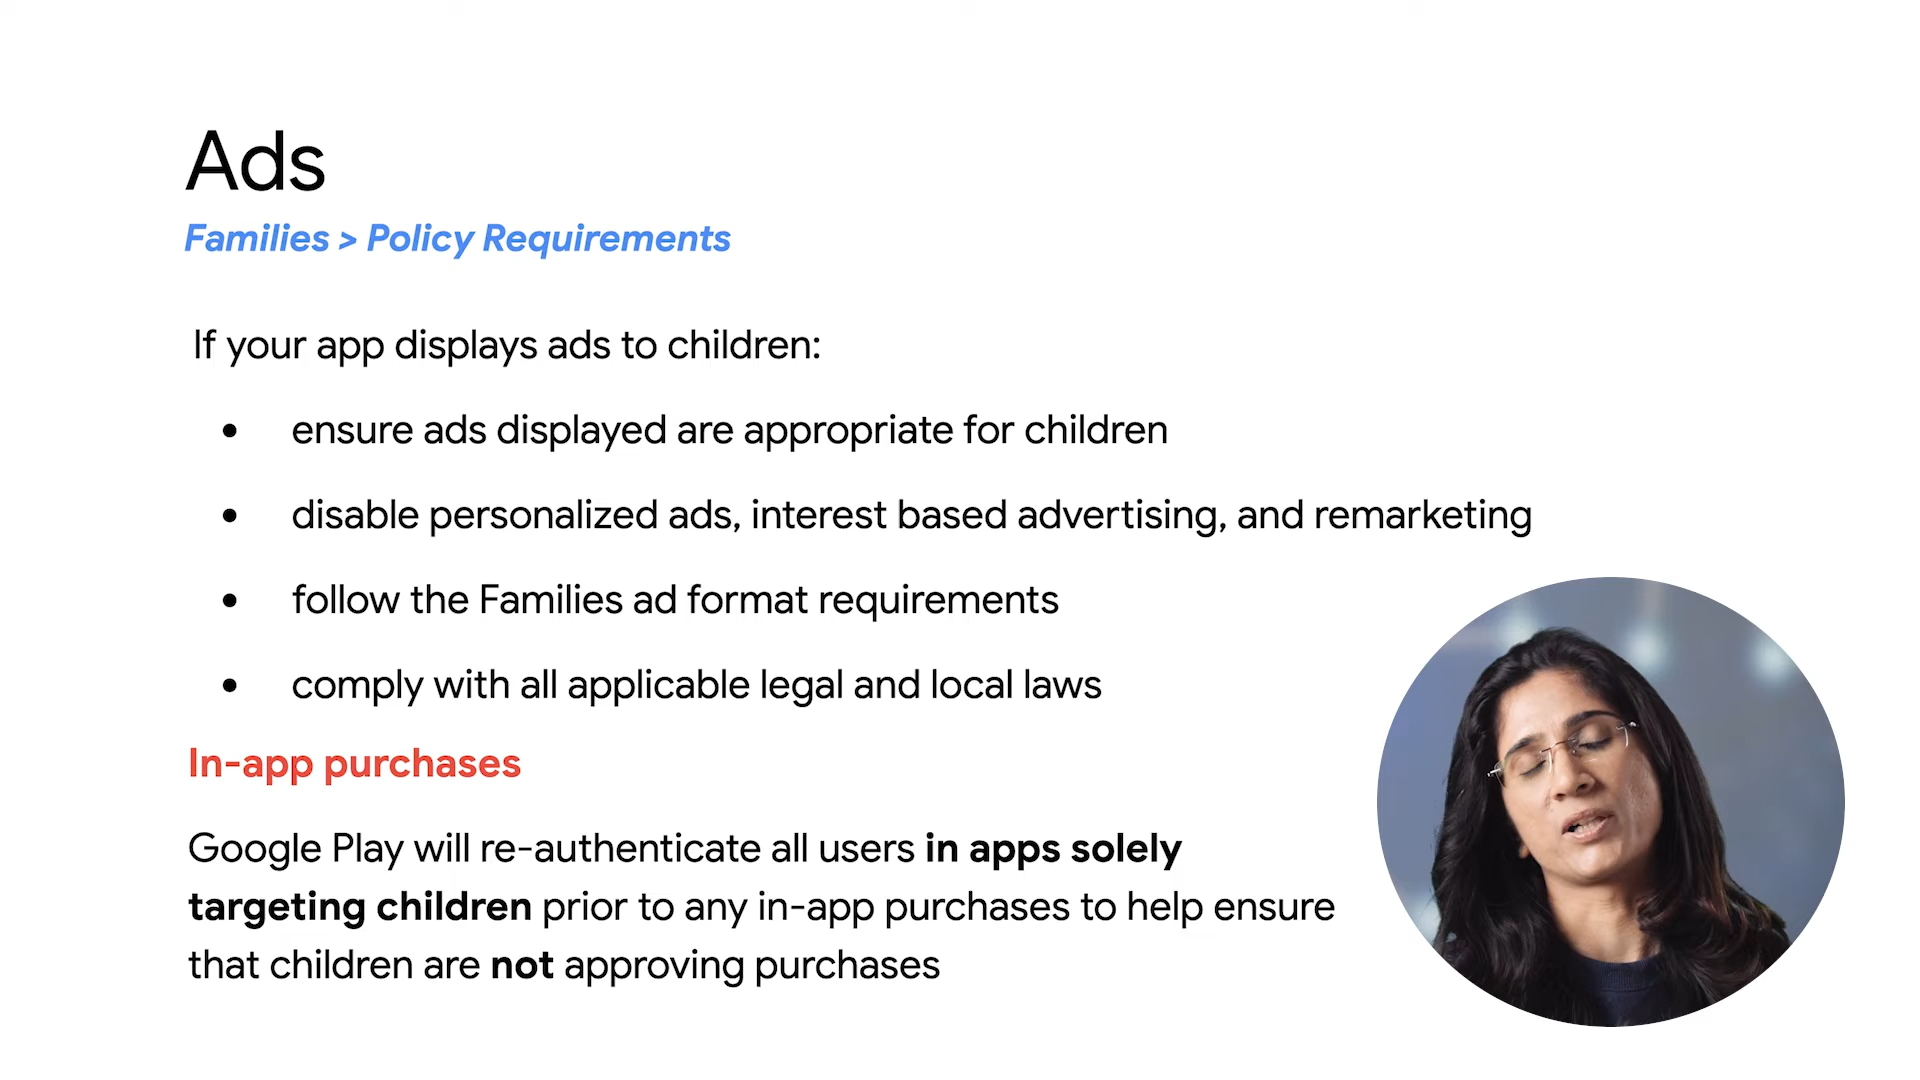 Ads
Families > Policy Requirements
If your app displays ads to children:
• ensure ads displayed are appropriate for children
• disable personalized ads, interest based advertising, and remarketing
• follow the Families ad format requirements
• comply with all applicable legal and local laws
In-app purchases
Google Play will re-authenticate all users in apps solely
targeting children prior to any in-app purchases to help ensure
that children are not approving purchases